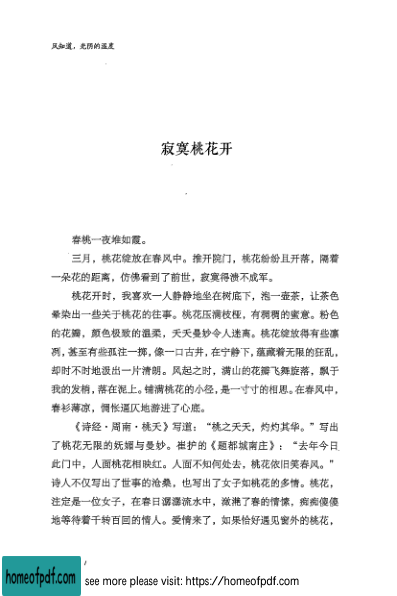 风知道，光阴的温度
寂寞桃花开
春桃一夜堆如霞。
三月，桃花绽放在春风中。推开院门，桃花纷纷且开落，隔着
一朵花的距离，仿佛看到了前世，寂寞得溃不成军。
桃花开时，我喜欢一人静静地坐在树底下，泡一壶茶，让茶色
晕染出一些关于桃花的往事。桃花压满枝桠，有稠稠的蜜意。粉色
的花瓣，颜色极致的温柔，夭夭曼妙令人迷离。桃花绽放得有些凛
冽，甚至有些孤注一掷，像一口古井，在宁静下，蕴藏着无限的狂乱，
却时不时地汲出一片清朗。风起之时，满山的花瓣飞舞旋落，飘于
我的发梢，落在泥上。铺满桃花的小径，是一寸寸的相思。在春风中，
春衫薄凉，惆怅逼仄地游进了心底。
《诗经·周南·桃夭》写道：“桃之夭夭，灼灼其华。”写出
了桃花无限的妩媚与曼妙。崔护的《题都城南庄》：“去年今日
此门中，人面桃花相映红。人面不知何处去，桃花依旧笑春风。”
诗人不仅写出了世事的沧桑，也写出了女子如桃花的多情。桃花，
注定是一位女子，在春日潺潺流水中，潋滟了春的情愫，痴痴傻傻
地等待着千转百回的情人。爱情来了，如果恰好遇见窗外的桃花，
homeofpdf.com
see more please visit: https://homeofpdf.com